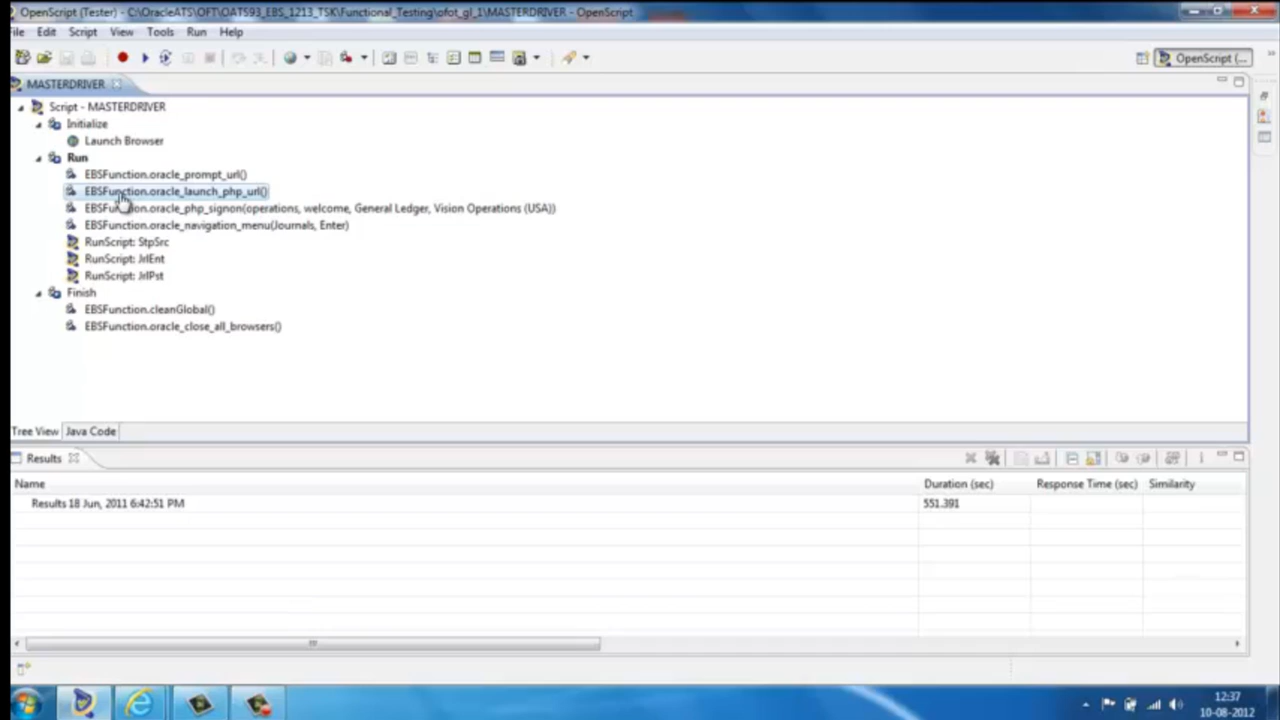 OpenScript (Tester) - C:\OracleATS\OFT\OATS93_EBS_1213_TSK\Functional_Testing\ofot_gl_1\MASTERDRIVER - OpenScript
File Edit Script View Tools Run Help
OpenScript (...
MASTERDRIVER
Script - MASTERDRIVER
Initialize
Launch Browser
Run
EBSFunction.oracle_prompt_url()
EBSFunction.oracle_launch_php_url()
EBSFunction.oracle_php_signon(operations, welcome, General Ledger, Vision Operations (USA))
EBSFunction.oracle_navigation_menu(Journals, Enter)
RunScript: StpSrc
RunScript: JrlEnt
RunScript: JrlPst
Finish
EBSFunction.cleanGlobal()
EBSFunction.oracle_close_all_browsers()
Tree View Java Code
Results
Name Duration (sec) Response Time (sec) Similarity
Results 18 Jun, 2011 6:42:51 PM 551.391
12:37
10-08-2012